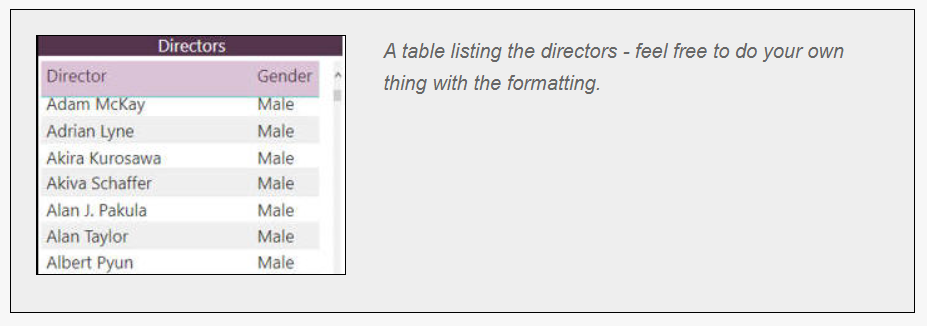 Directors
Director Gender
Adam McKay Male
Adrian Lyne Male
Akira Kurosawa Male
Akiva Schaffer Male
Alan J. Pakula Male
Alan Taylor Male
Albert Pyun Male
A table listing the directors - feel free to do your own
thing with the formatting.